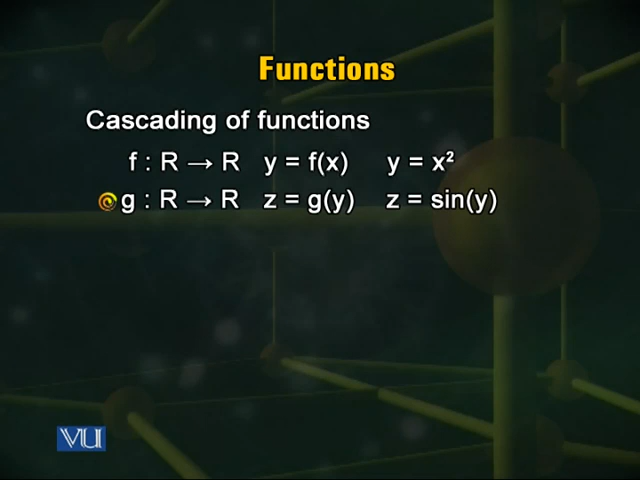 Functions
Cascading of functions
f : R → R y = f(x) y = x²
g : R → R z = g(y) z = sin(y)
VU